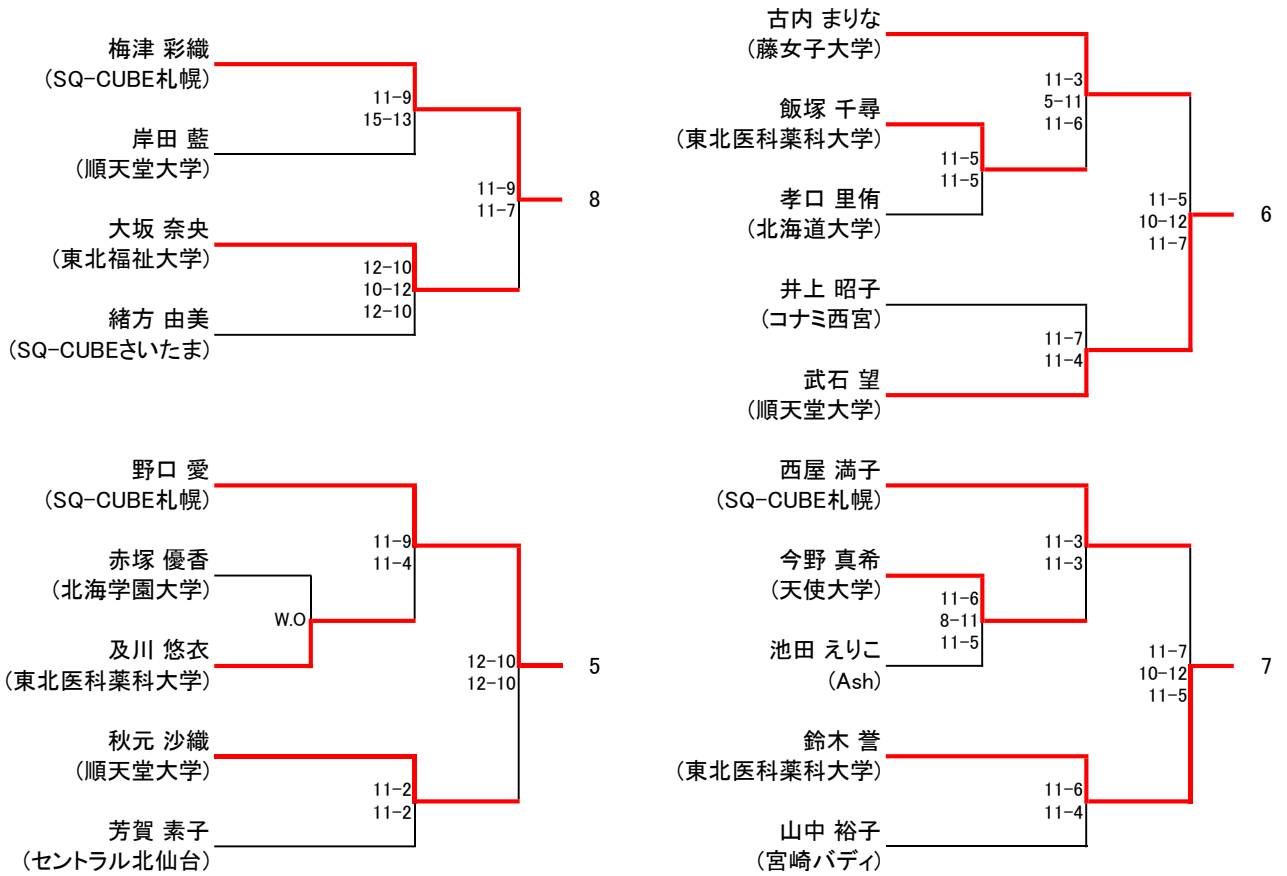 梅津 彩織
(SQ-CUBE札幌)
11-9
15-13
岸田 藍
(順天堂大学)
11-9
11-7
8
大坂 奈央
(東北福祉大学)
12-10
10-12
12-10
緒方 由美
(SQ-CUBEさいたま)
古内 まりな
(藤女子大学)
11-3
5-11
11-6
飯塚 千尋
(東北医科薬科大学)
11-5
11-5
孝口 里侑
(北海道大学)
11-5
10-12
11-7
6
井上 昭子
(コナミ西宮)
11-7
11-4
武石 望
(順天堂大学)
野口 愛
(SQ-CUBE札幌)
11-9
11-4
赤塚 優香
(北海学園大学)
W.O
及川 悠衣
(東北医科薬科大学)
12-10
12-10
5
秋元 沙織
(順天堂大学)
11-2
11-2
芳賀 素子
(セントラル北仙台)
西屋 満子
(SQ-CUBE札幌)
11-3
11-3
今野 真希
(天使大学)
11-6
8-11
11-5
池田 えりこ
(Ash)
11-7
10-12
11-5
7
鈴木 誉
(東北医科薬科大学)
11-6
11-4
山中 裕子
(宮崎バディ)